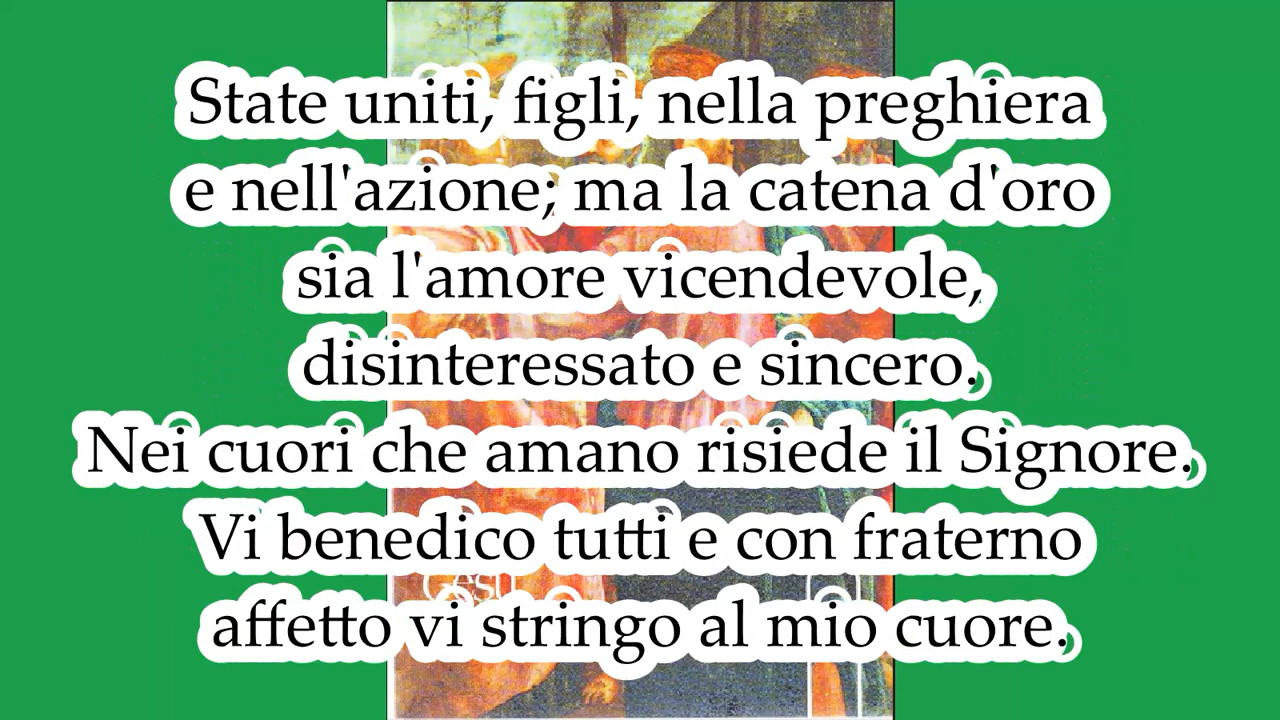 State uniti, figli, nella preghiera
e nell'azione; ma la catena d'oro
sia l'amore vicendevole,
disinteressato e sincero.
Nei cuori che amano risiede il Signore.
Vi benedico tutti e con fraterno
Gesù
affetto vi stringo al mio cuore.